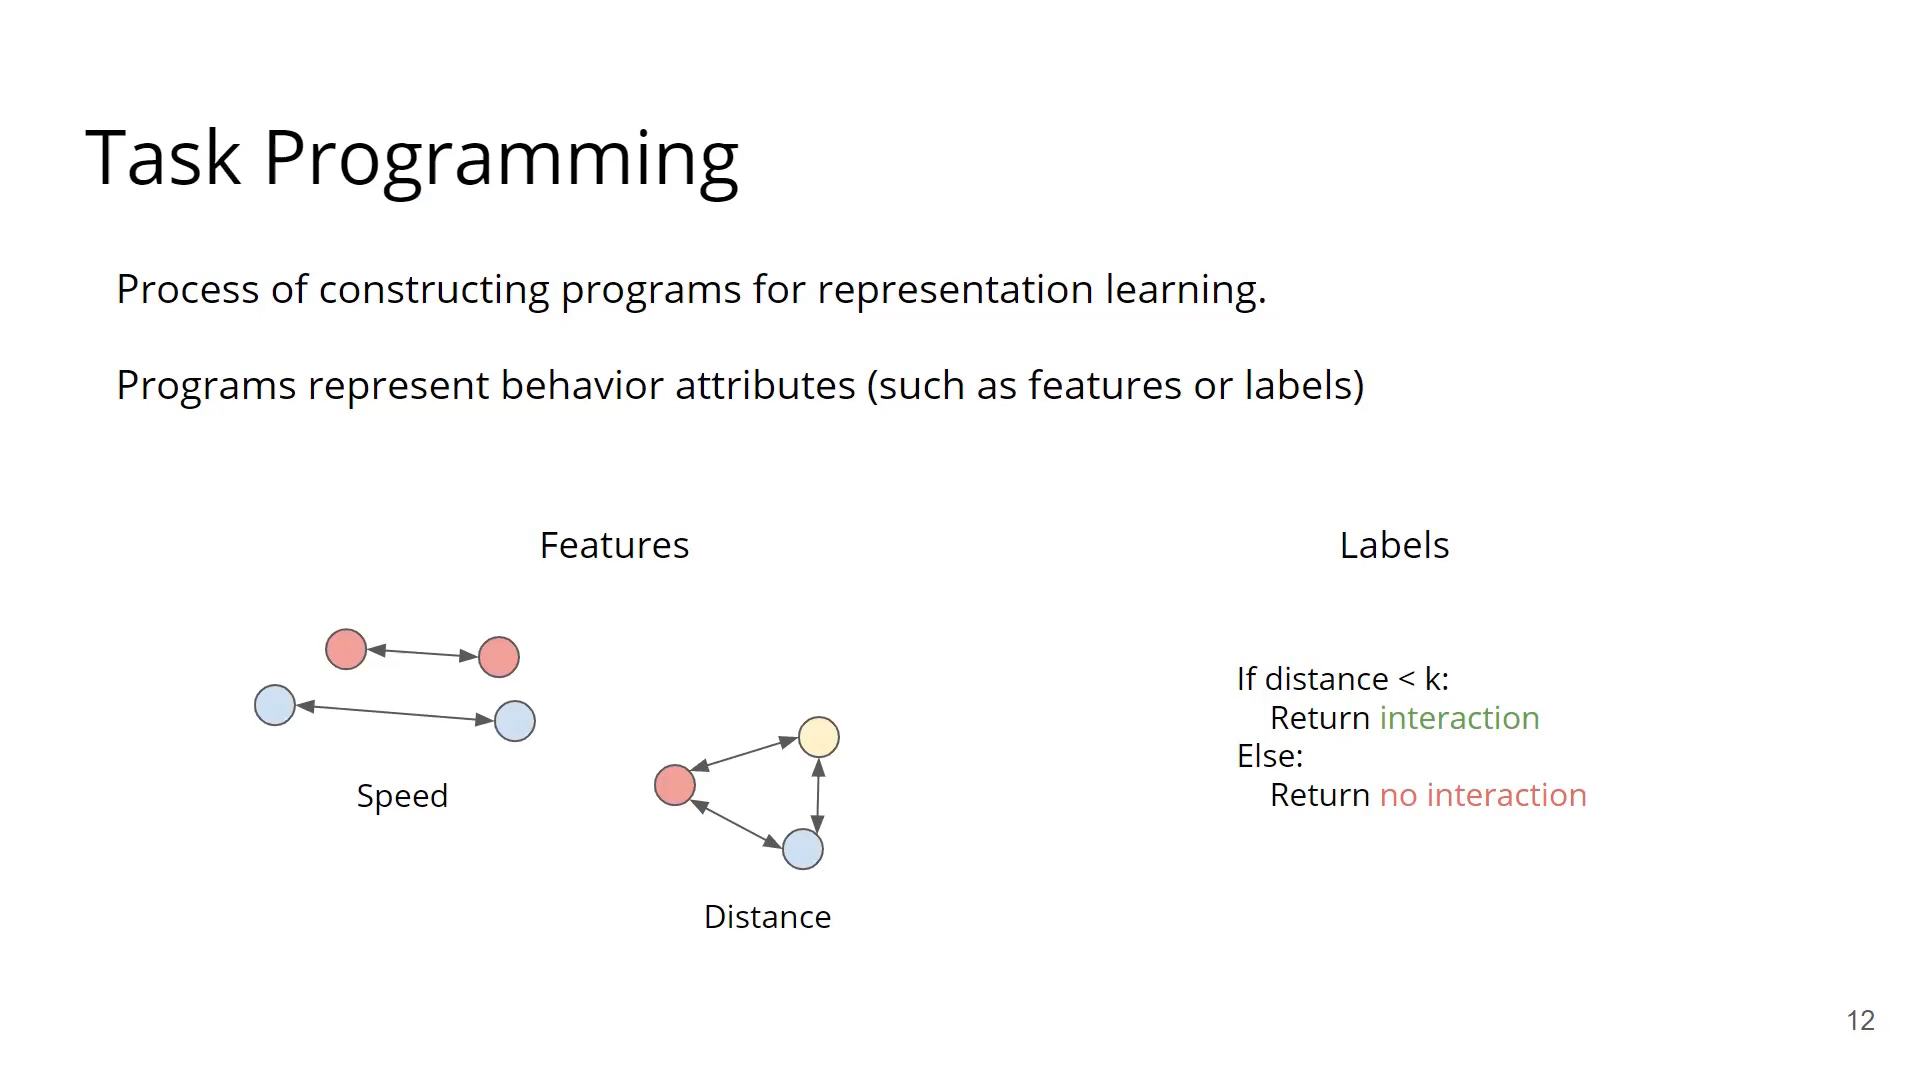 Task Programming
Process of constructing programs for representation learning.
Programs represent behavior attributes (such as features or labels)
Features
Speed
Distance
Labels
If distance < k:
Return interaction
Else:
Return no interaction
12